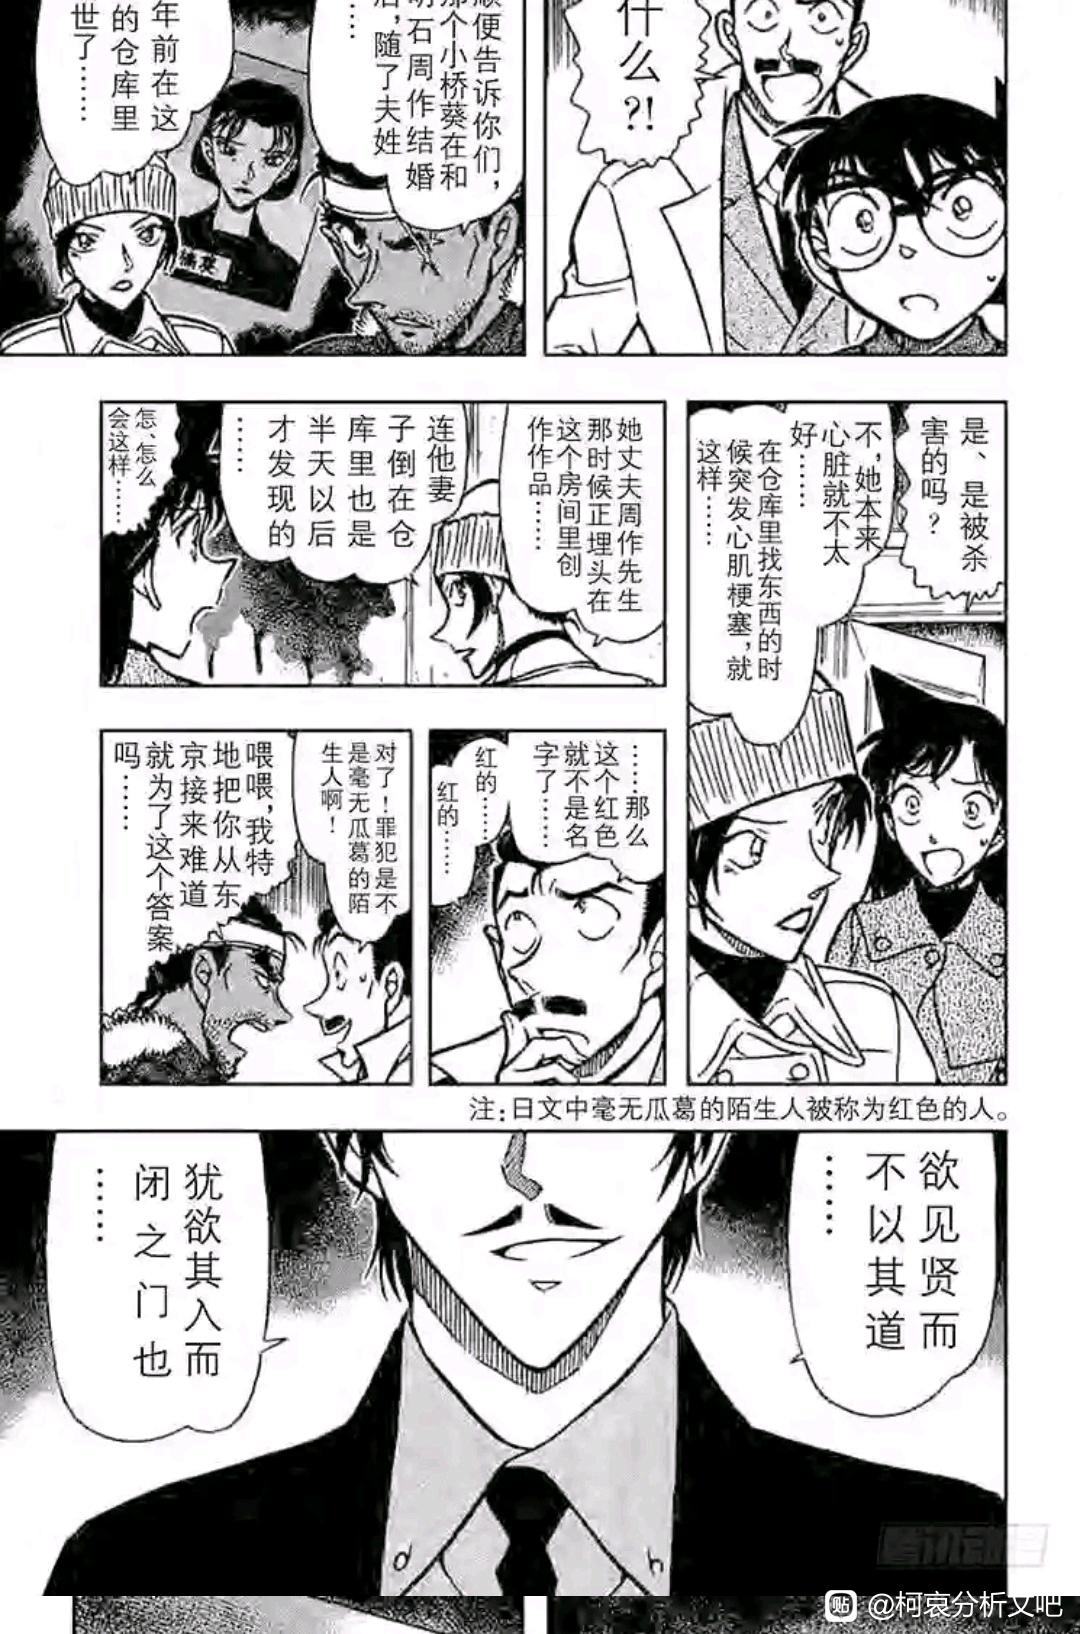 什么?!
顺便告诉你们,
那个小桥葵在和
明石周作结婚
后,随了夫姓
……
年前在这
的仓库里
世了……
是、是被杀
害的吗?
不,她本来
心脏就不太
好……
在仓库里找东西的时
候突发心肌梗塞,就
这样……
她丈夫周作先生
那时候正埋头在
这个房间里创
作作品……
连他妻
子倒在仓
库里也是
半天以后
才发现的
……
怎、怎么
会这样……
……那么
这个红色
就不是名
字了……
红的……
红的……
对了!罪犯是不
是毫无瓜葛的陌
生人啊!
喂喂,我特
地把你从东
京接来难道
就为了这个答案
吗……
注:日文中毫无瓜葛的陌生人被称为红色的人。
欲见贤而
不以其道
……
犹欲其入而
闭之门也
……
贴 @柯哀分析文吧